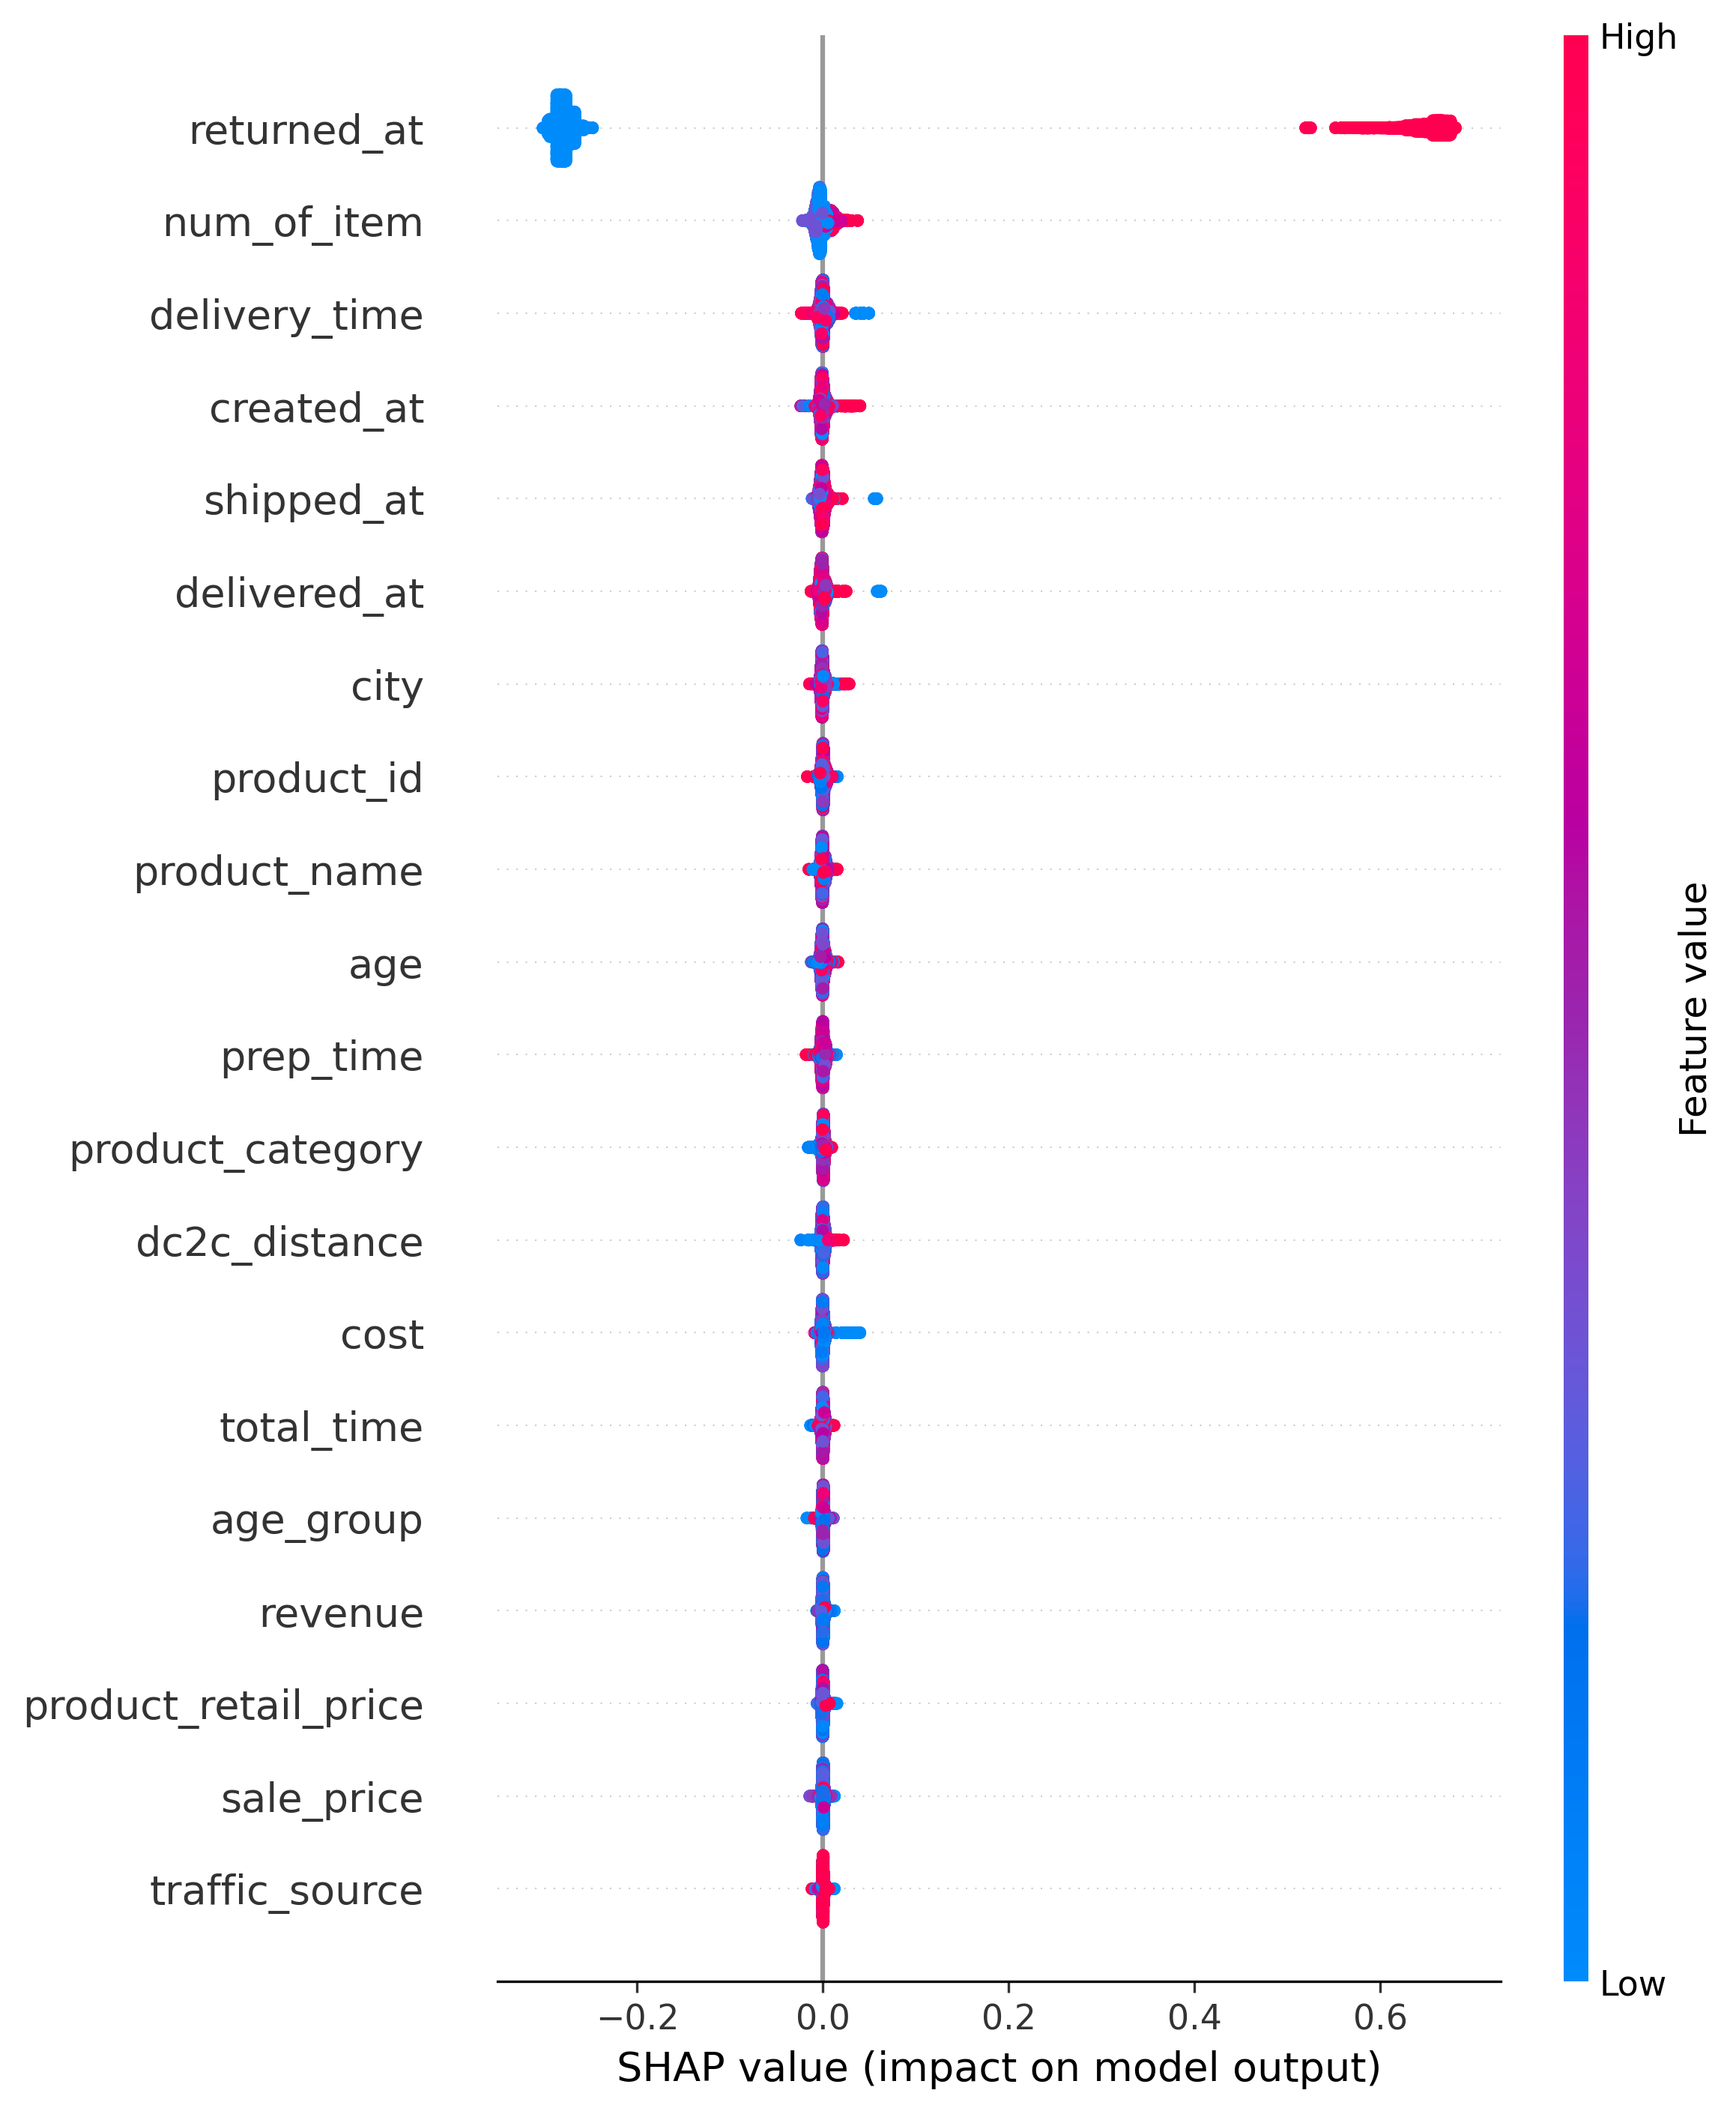 High
returned_at
num_of_item
delivery_time
created_at
shipped_at
delivered_at
city
product_id
product_name
age
prep_time
product_category
dc2c_distance
cost
total_time
age_group
revenue
product_retail_price
sale_price
traffic_source
Feature value
Low
−0.2 0.0 0.2 0.4 0.6
SHAP value (impact on model output)